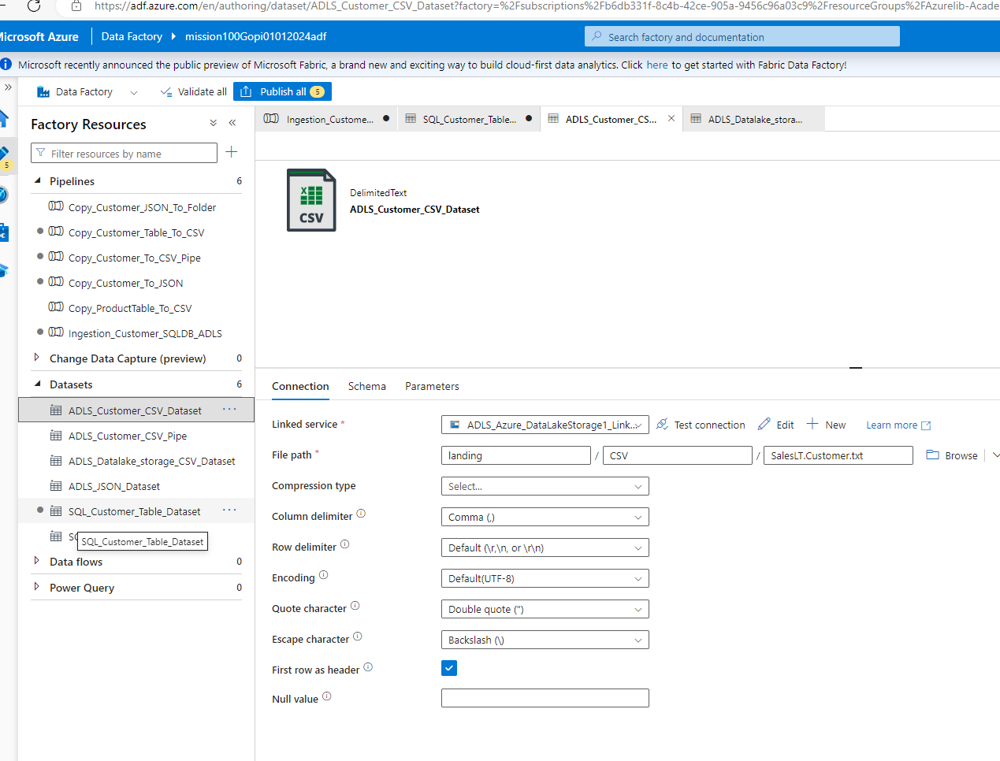 https://adf.azure.com/en/authoring/dataset/ADLS_Customer_CSV_Dataset?factory=%2Fsubscriptions%2Fb6db331f-8c4b-42ce-905a-9456c96a03c9%2FresourceGroups%2FAzurelib-Acade
Microsoft Azure Data Factory mission100Gopi01012024adf Search factory and documentation
Microsoft recently announced the public preview of Microsoft Fabric, a brand new and exciting way to build cloud-first data analytics. Click here to get started with Fabric Data Factory!
Data Factory Validate all Publish all 5
Factory Resources
Filter resources by name
5
Pipelines 6
Copy_Customer_JSON_To_Folder
Copy_Customer_Table_To_CSV
Copy_Customer_To_CSV_Pipe
Copy_Customer_To_JSON
Copy_ProductTable_To_CSV
Ingestion_Customer_SQLDB_ADLS
Change Data Capture (preview) 0
Datasets 6
ADLS_Customer_CSV_Dataset ...
ADLS_Customer_CSV_Pipe
ADLS_Datalake_storage_CSV_Dataset
ADLS_JSON_Dataset
SQL_Customer_Table_Dataset ...
SQL_Customer_Table_Dataset
Data flows 0
Power Query 0
Ingestion_Custome... SQL_Customer_Table... ADLS_Customer_CS... ADLS_Datalake_stora...
CSV
DelimitedText
ADLS_Customer_CSV_Dataset
Connection Schema Parameters
Linked service * ADLS_Azure_DataLakeStorage1_Link... Test connection Edit New Learn more
File path * landing / CSV / SalesLT.Customer.txt Browse
Compression type Select...
Column delimiter Comma (,)
Row delimiter Default (\r,\n, or \r\n)
Encoding Default(UTF-8)
Quote character Double quote (")
Escape character Backslash (\)
First row as header
Null value